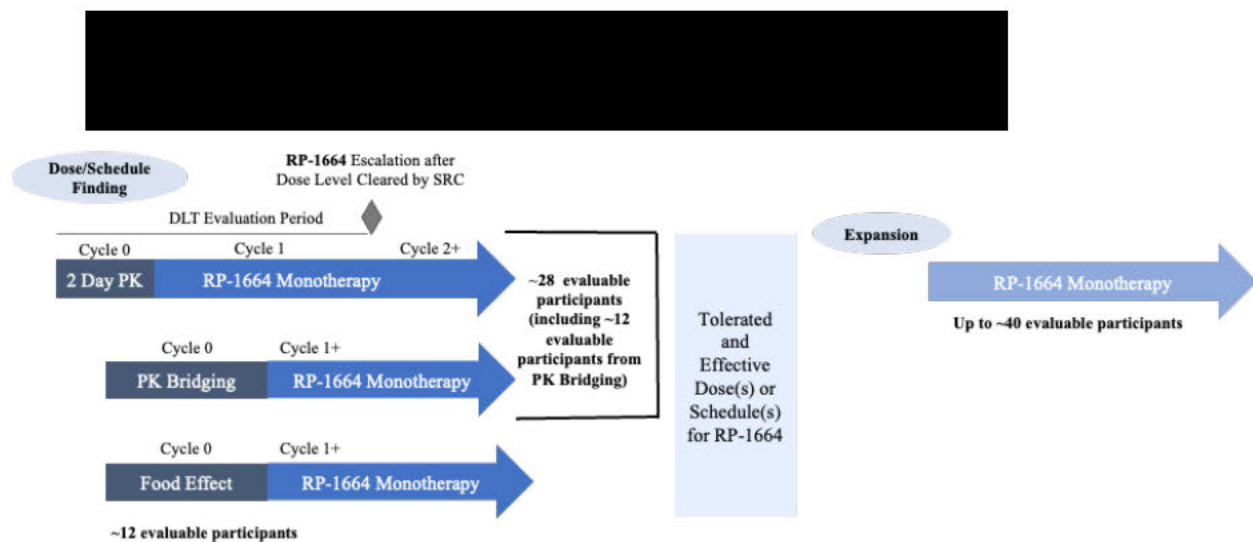 Dose/Schedule
Finding
RP-1664 Escalation after
Dose Level Cleared by SRC
DLT Evaluation Period
Cycle 0
Cycle 1
Cycle 2+
2 Day PK
RP-1664 Monotherapy
Cycle 0
Cycle 1+
PK Bridging
RP-1664 Monotherapy
Cycle 0
Cycle 1+
Food Effect
RP-1664 Monotherapy
~12 evaluable participants
~28 evaluable
participants
(including ~12
evaluable
participants from
PK Bridging)
Tolerated
and
Effective
Dose(s) or
Schedule(s)
for RP-1664
Expansion
RP-1664 Monotherapy
Up to ~40 evaluable participants